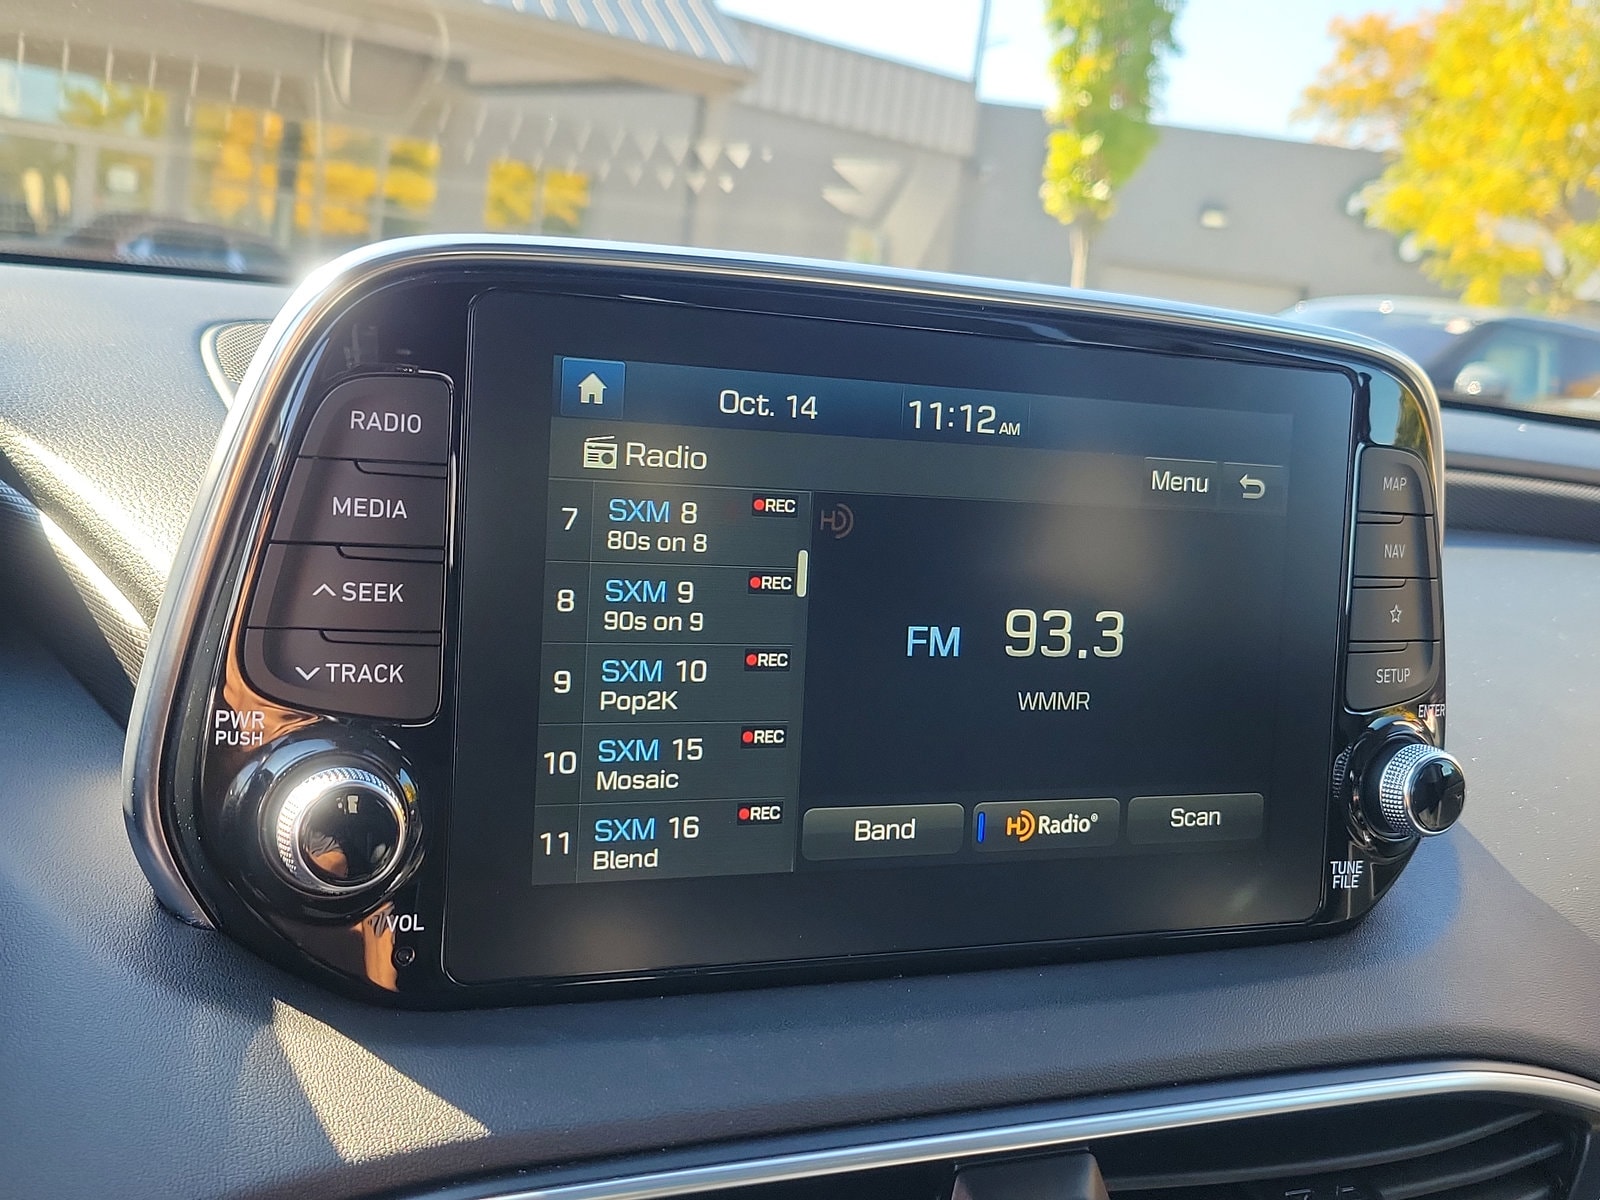 RADIO
MEDIA
SEEK
TRACK
PWR
PUSH
VOL
Oct. 14 11:12 AM
Radio
Menu
7 SXM 8 REC
80s on 8
8 SXM 9 REC
90s on 9
9 SXM 10 REC
Pop2K
10 SXM 15 REC
Mosaic
11 SXM 16 REC
Blend
HD
FM 93.3
WMMR
Band
HD Radio®
Scan
MAP
NAV
SETUP
ENTER
TUNE
FILE